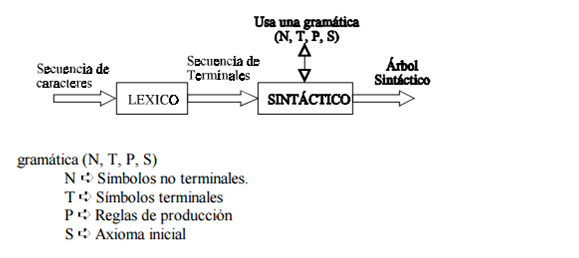 Usa una gramática
(N, T, P, S)
Secuencia de
caracteres
LEXICO
Secuencia de
Terminales
SINTÁCTICO
Árbol
Sintáctico
gramática (N, T, P, S)
N ➪ Símbolos no terminales.
T ➪ Símbolos terminales
P ➪ Reglas de producción
S ➪ Axioma inicial